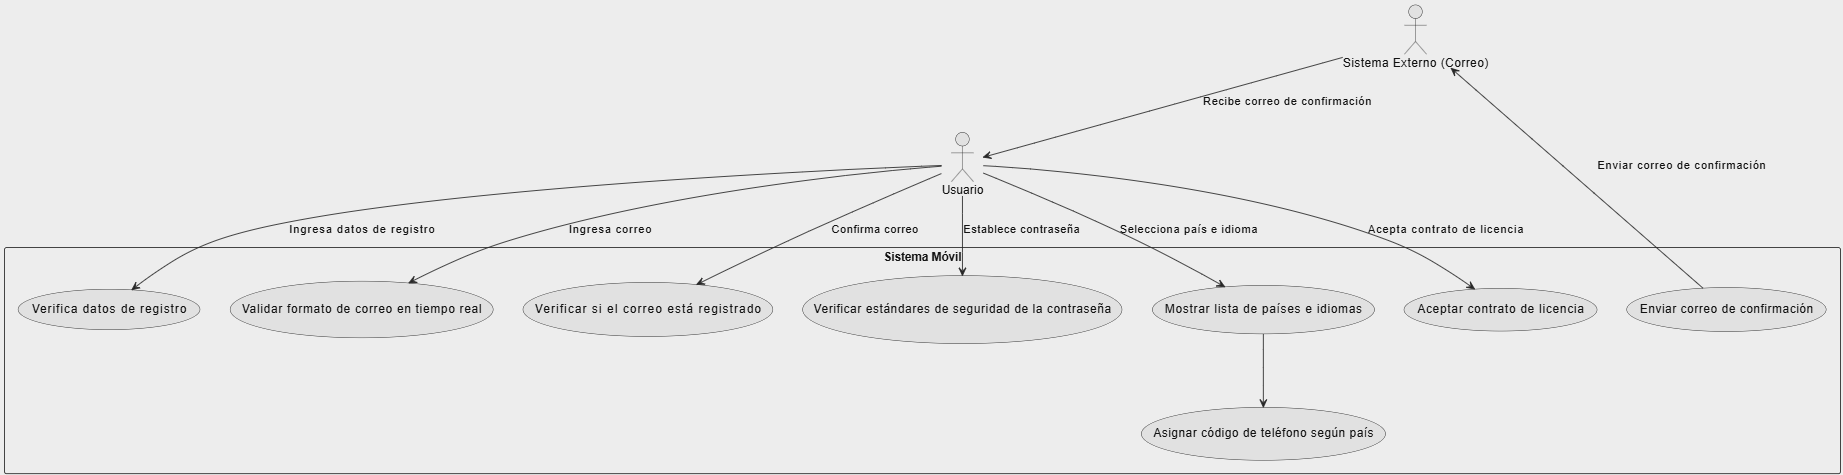 Sistema Externo (Correo)
Recibe correo de confirmación
Enviar correo de confirmación
Usuario
Ingresa datos de registro
Ingresa correo
Confirma correo
Establece contraseña
Selecciona país e idioma
Acepta contrato de licencia
Sistema Móvil
Verifica datos de registro
Validar formato de correo en tiempo real
Verificar si el correo está registrado
Verificar estándares de seguridad de la contraseña
Mostrar lista de países e idiomas
Aceptar contrato de licencia
Enviar correo de confirmación
Asignar código de teléfono según país